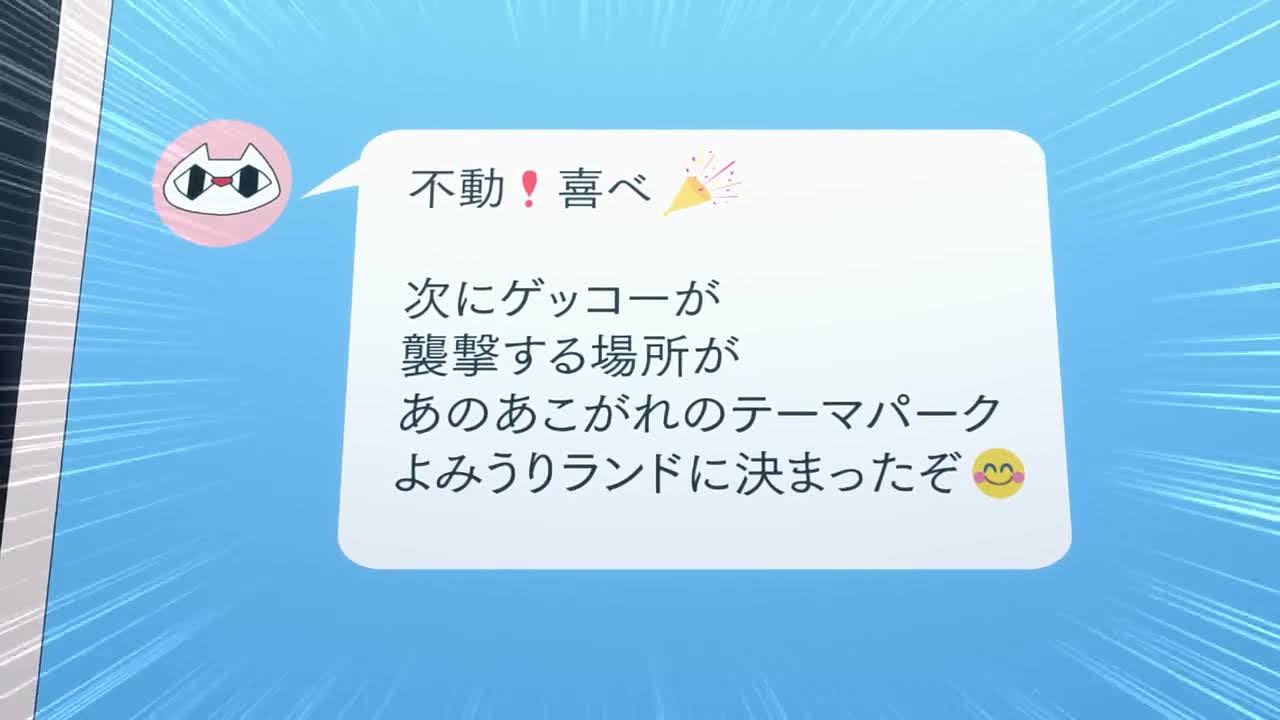 不動❗喜べ🎉
次にゲッコーが
襲撃する場所が
あのあこがれのテーマパーク
よみうりランドに決まったぞ😊